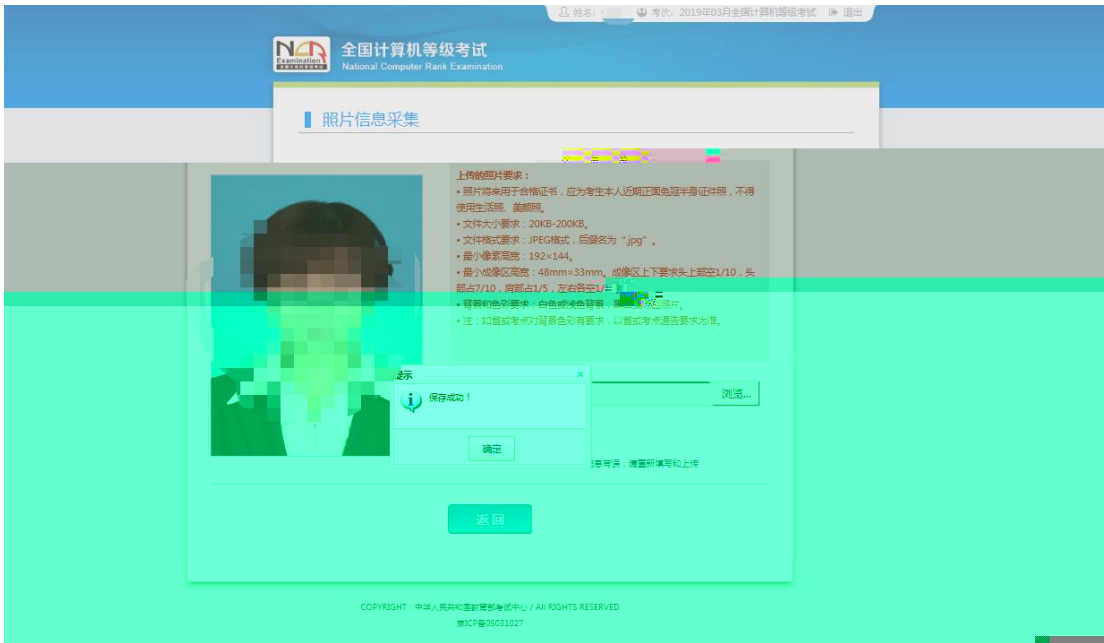 姓名：
考次：2019年03月全国计算机等级考试
退出
NCR
Examination
全国计算机等级考试
National Computer Rank Examination
照片信息采集
上传的照片要求：
• 照片将来用于合格证书，应为考生本人近期正面免冠半身证件照，不得
使用生活照、美颜照。
• 文件大小要求：20KB-200KB。
• 文件格式要求：JPEG格式，后缀名为 "jpg" 。
• 最小像素高宽：192×144。
• 最小成像区高宽：48mm×33mm。成像区上下要求头上部空1/10，头
部占7/10，肩部占1/5，左右各空1/
• 背景和色彩要求：白色或浅色背景，
照片。
• 注：如省或考点对背景色彩有要求，以省或考点通告要求为准。
提示
×
保存成功！
确定
浏览...
息有误，请重新填写和上传
返回
COPYRIGHT：中华人民共和国教育部考试中心 / All RIGHTS RESERVED
京ICP备05031027